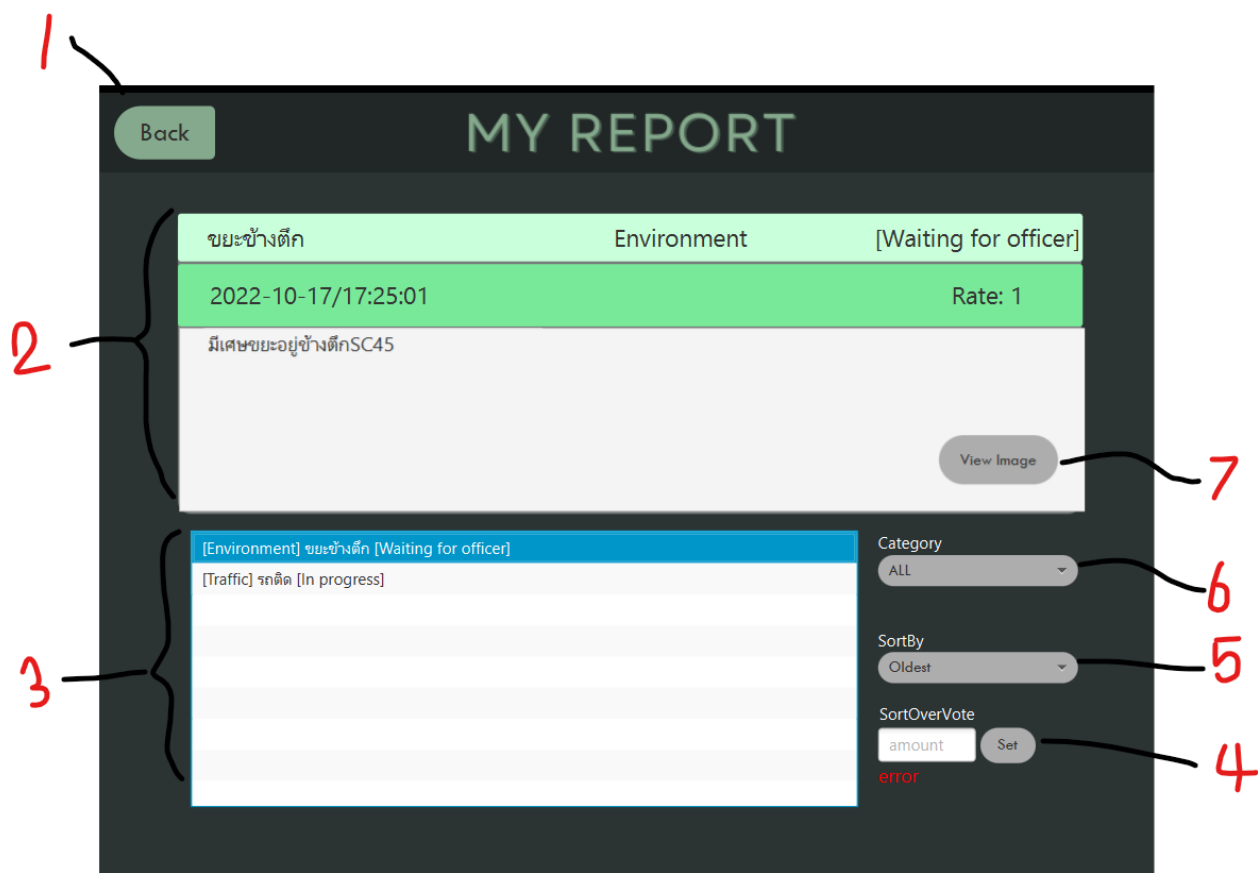 1
Back
MY REPORT
2
ขยะข้างตึก Environment [Waiting for officer]
2022-10-17/17:25:01 Rate: 1
มีเศษขยะอยู่ข้างตึกSC45
View Image
7
3
[Environment] ขยะข้างตึก [Waiting for officer]
[Traffic] รถติด [In progress]
Category
ALL
6
SortBy
Oldest
5
SortOverVote
amount Set
4
error